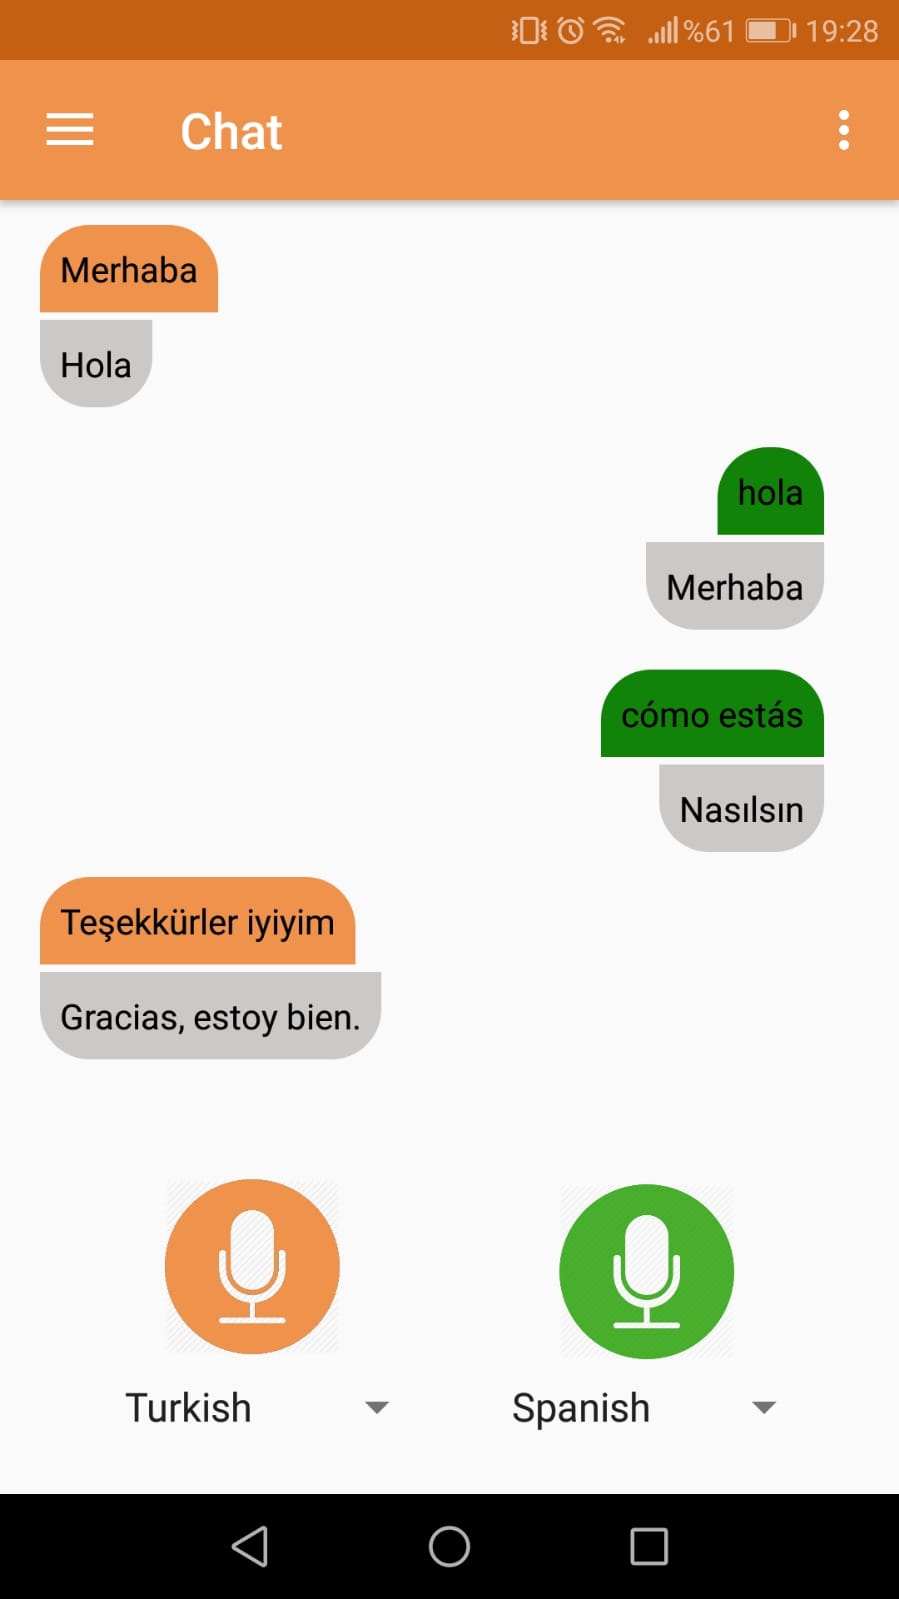 %61 19:28
Chat
Merhaba
Hola
hola
Merhaba
cómo estás
Nasılsın
Teşekkürler iyiyim
Gracias, estoy bien.
Turkish
Spanish